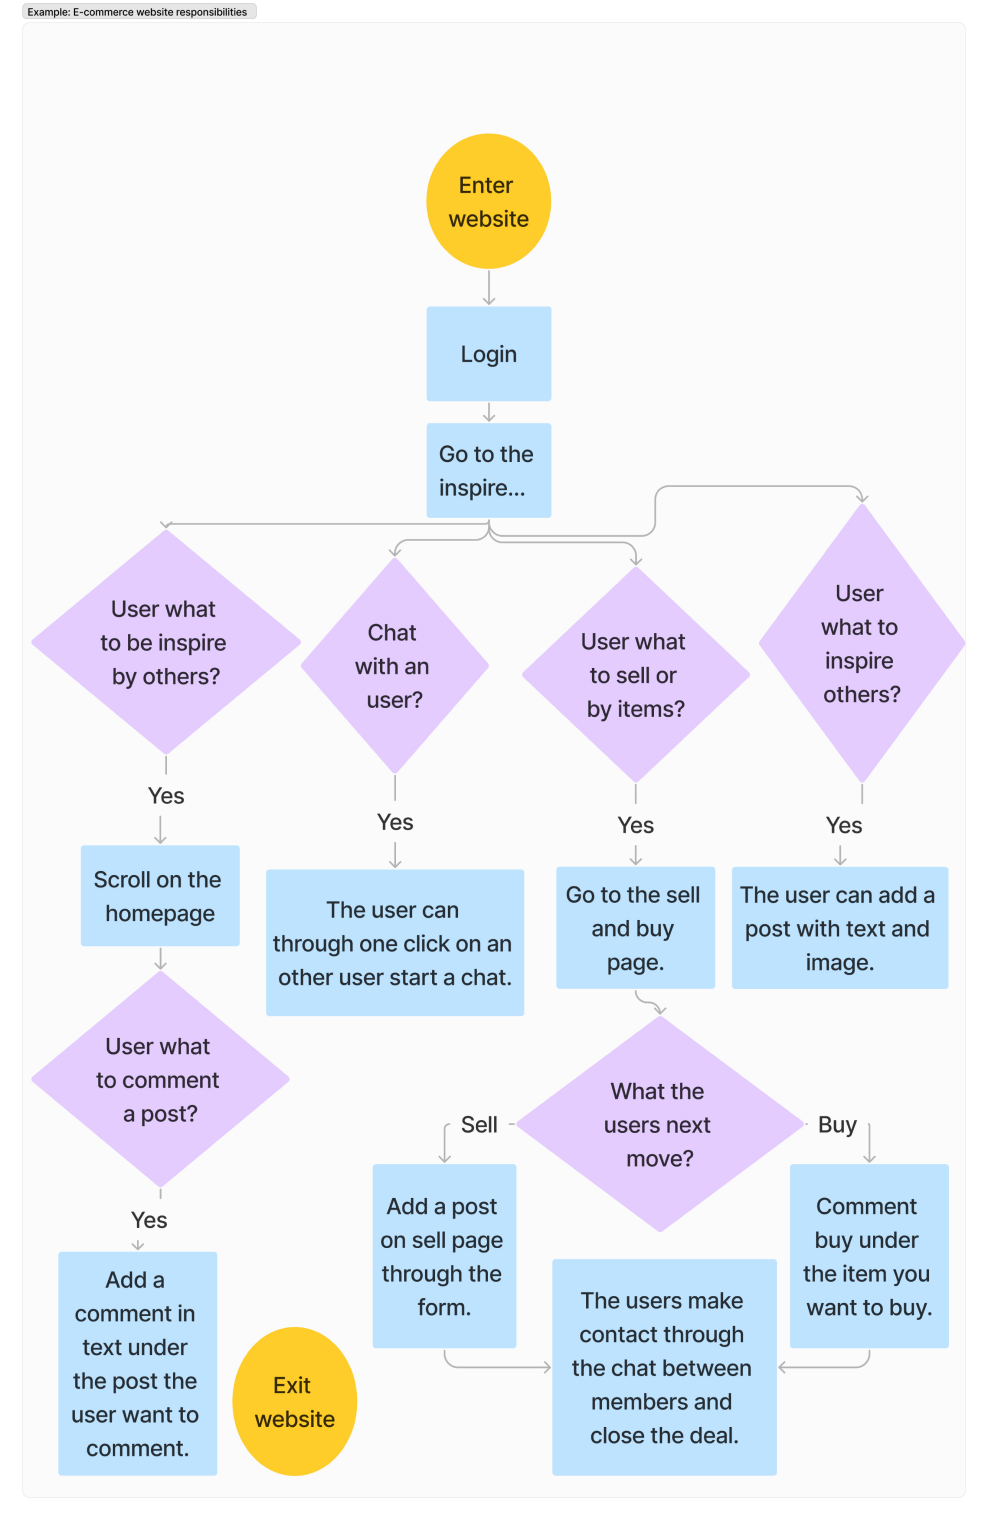 Example: E-commerce website responsibilities
Enter
website
Login
Go to the
inspire...
User what
to be inspire
by others?
Chat
with an
user?
User what
to sell or
by items?
User
what to
inspire
others?
Yes
Yes
Yes
Yes
Scroll on the
homepage
The user can
through one click on an
other user start a chat.
Go to the sell
and buy
page.
The user can add a
post with text and
image.
User what
to comment
a post?
What the
users next
move?
Sell
Buy
Yes
Add a post
on sell page
through the
form.
Comment
buy under
the item you
want to buy.
Add a
comment in
text under
the post the
user want to
comment.
Exit
website
The users make
contact through
the chat between
members and
close the deal.